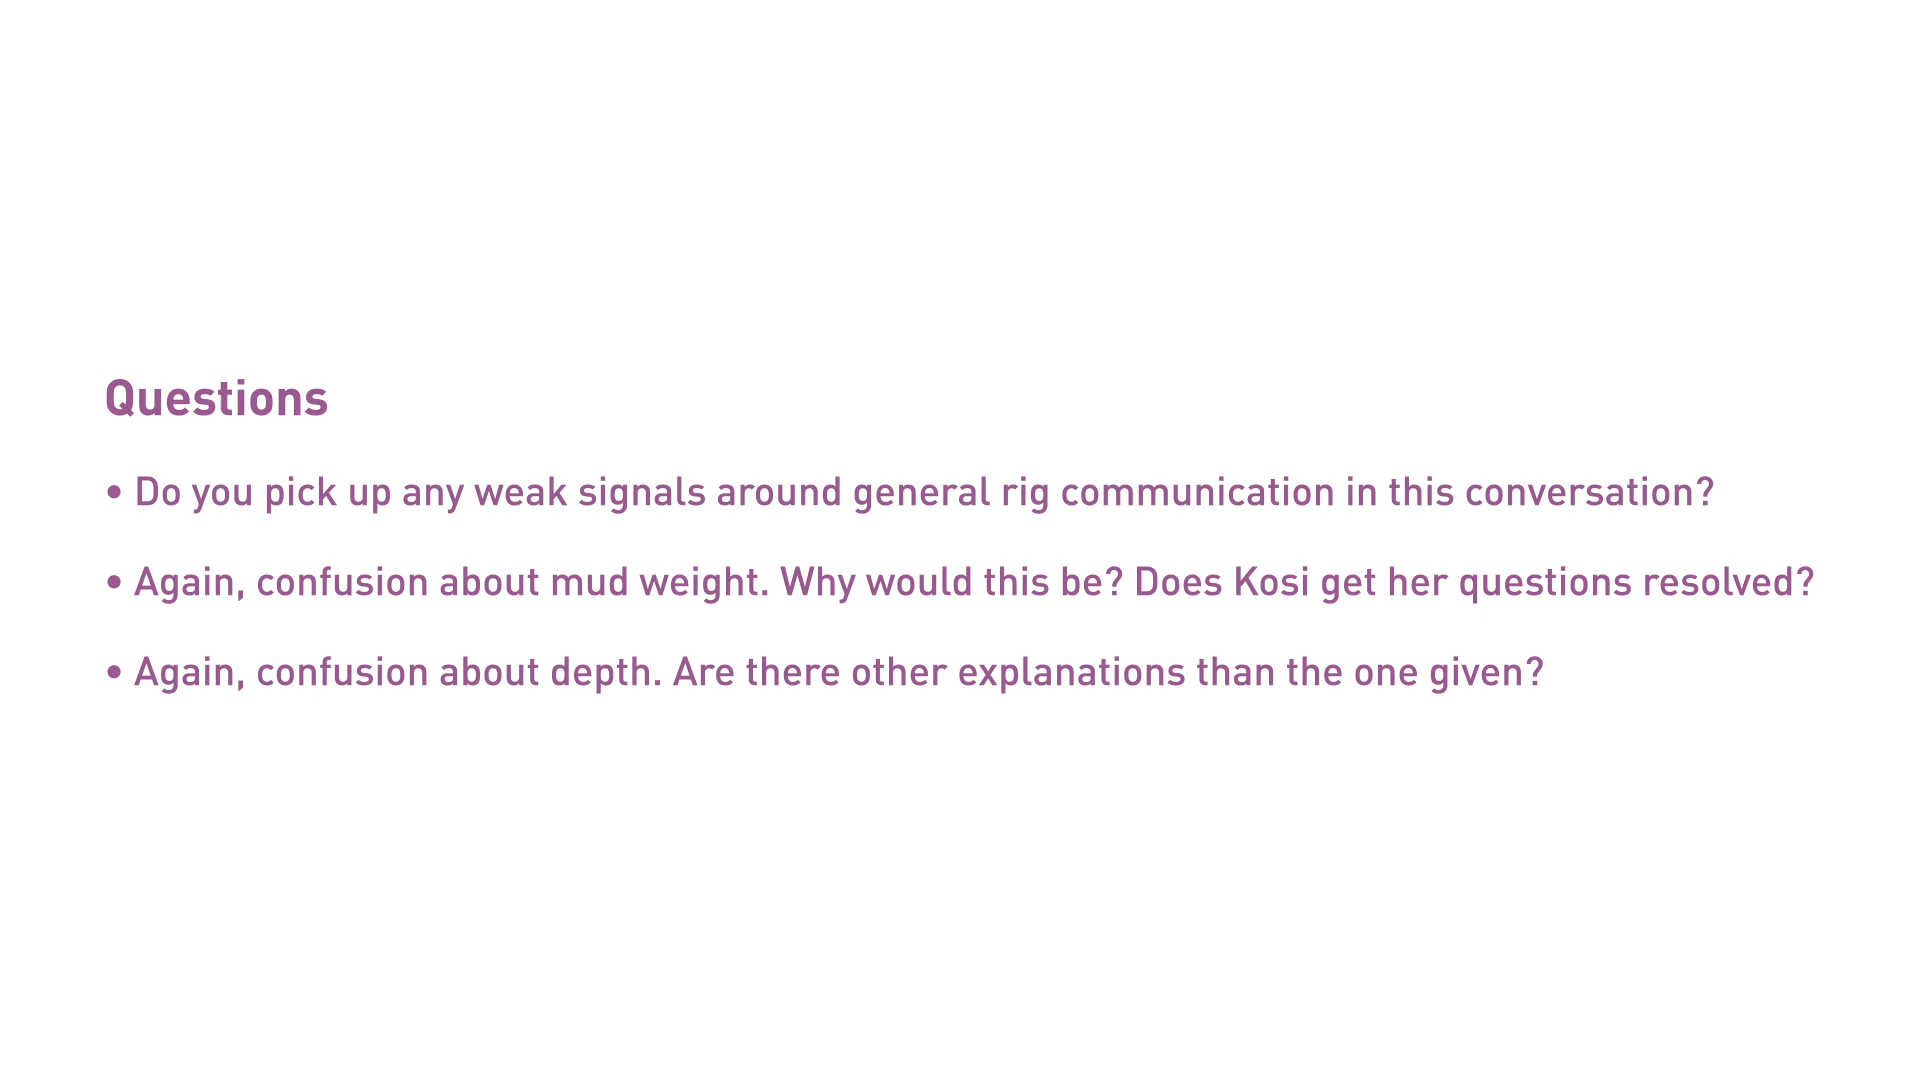 Questions
• Do you pick up any weak signals around general rig communication in this conversation?
• Again, confusion about mud weight. Why would this be? Does Kosi get her questions resolved?
• Again, confusion about depth. Are there other explanations than the one given?